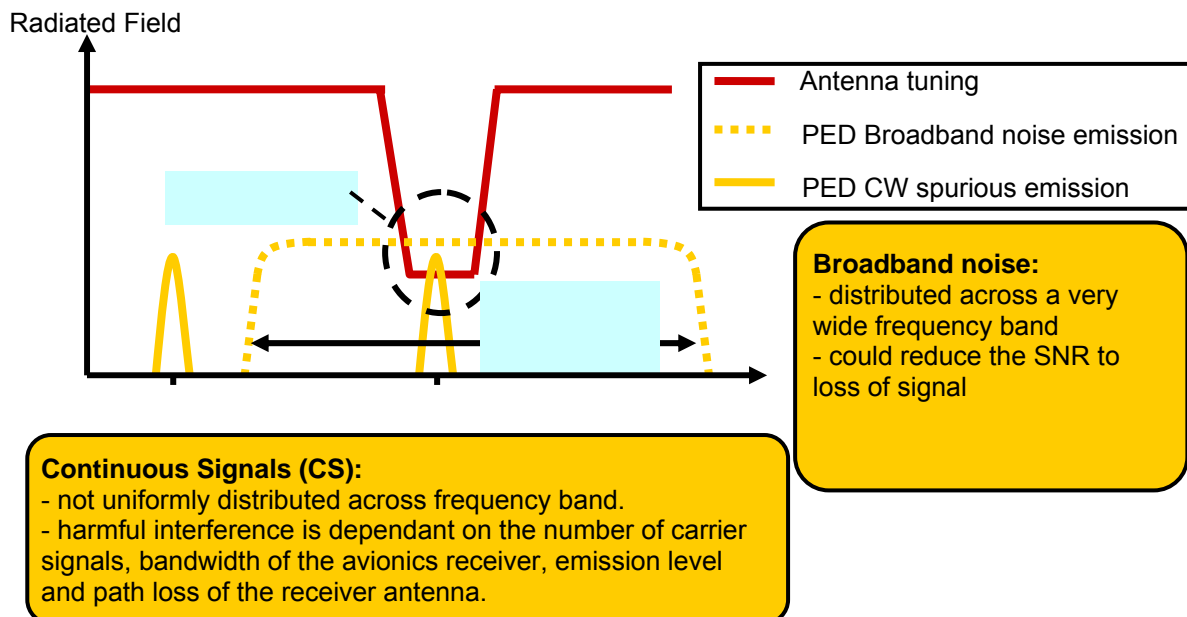 Radiated Field
Antenna tuning
PED Broadband noise emission
PED CW spurious emission
Broadband noise:
- distributed across a very
wide frequency band
- could reduce the SNR to
loss of signal
Continuous Signals (CS):
- not uniformly distributed across frequency band.
- harmful interference is dependant on the number of carrier
signals, bandwidth of the avionics receiver, emission level
and path loss of the receiver antenna.